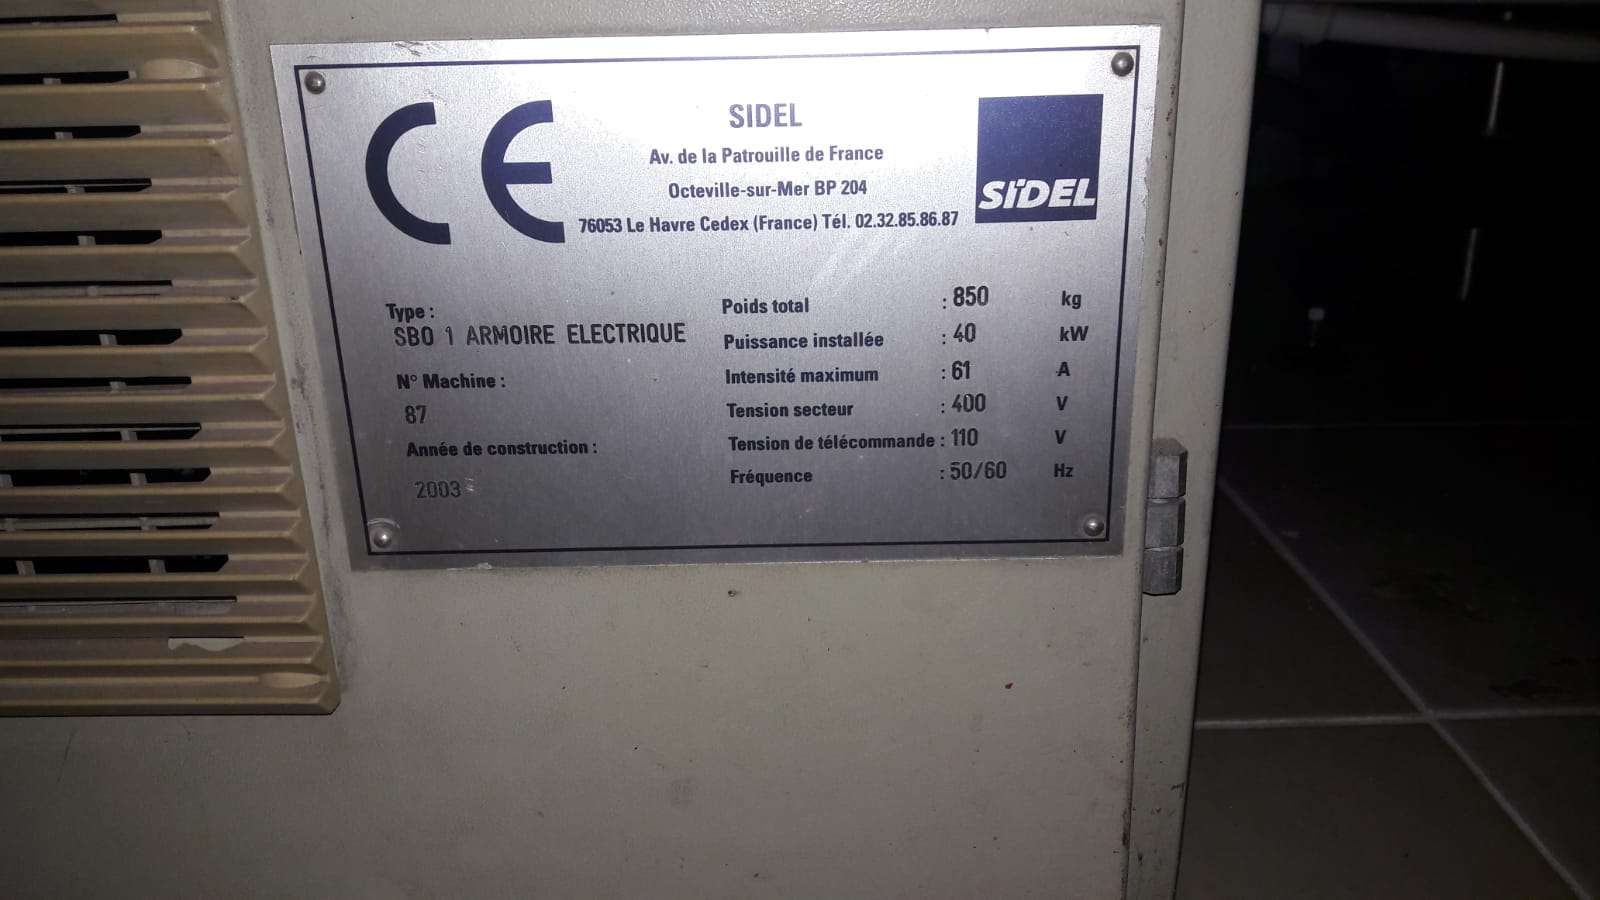 CE
SIDEL
Av. de la Patrouille de France
Octeville-sur-Mer BP 204
76053 Le Havre Cedex (France) Tél. 02.32.85.86.87
SIDEL
Type :
SBO 1 ARMOIRE ELECTRIQUE
N° Machine :
87
Année de construction :
2003
Poids total : 850 kg
Puissance installée : 40 kW
Intensité maximum : 61 A
Tension secteur : 400 V
Tension de télécommande : 110 V
Fréquence : 50/60 Hz